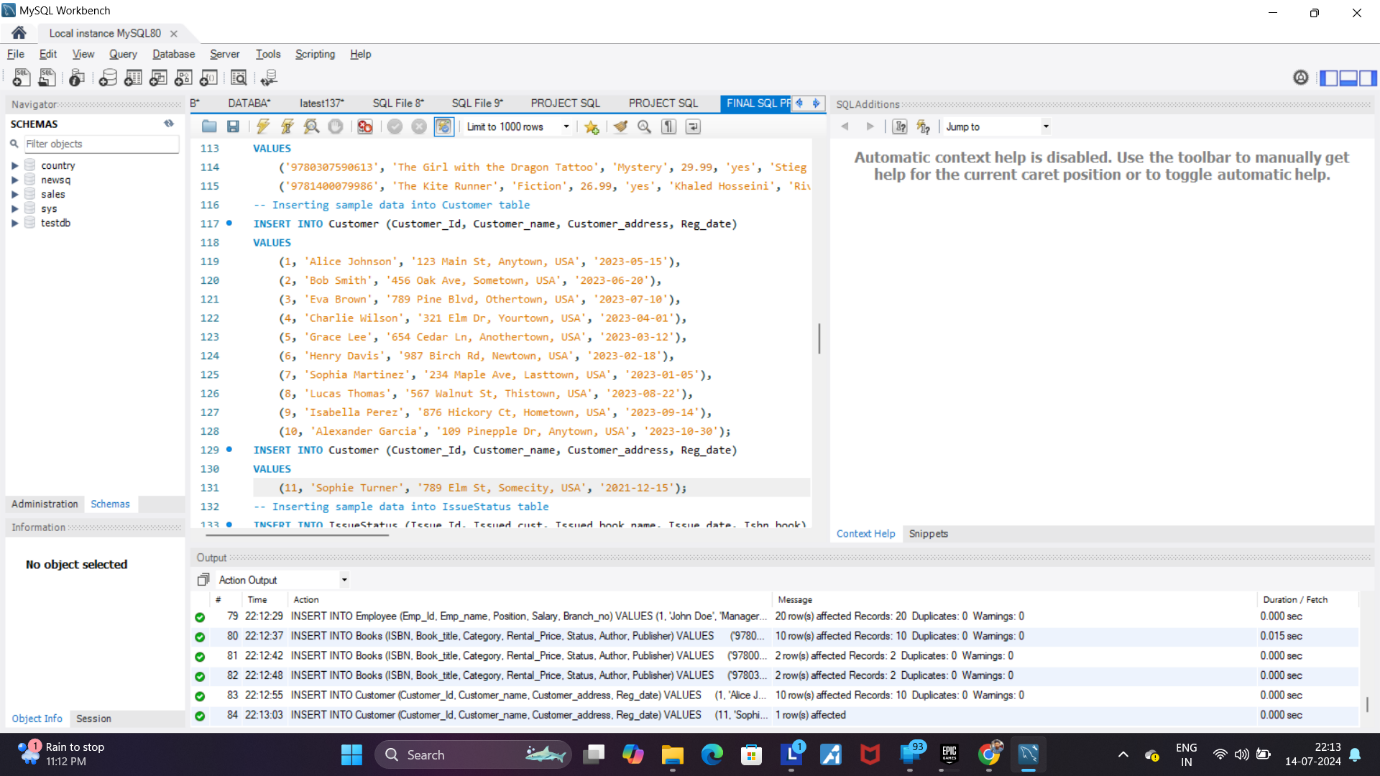 MySQL Workbench
Local instance MySQL80
File Edit View Query Database Server Tools Scripting Help
Navigator
SCHEMAS
Filter objects
country
newsq
sales
sys
testdb
Administration Schemas
Information
No object selected
Object Info Session
B* DATABA* latest137* SQL File 8* SQL File 9* PROJECT SQL PROJECT SQL FINAL SQL PR
Limit to 1000 rows
113 VALUES
114 ('9780307590613', 'The Girl with the Dragon Tattoo', 'Mystery', 29.99, 'yes', 'Stieg
115 ('9781400079986', 'The Kite Runner', 'Fiction', 26.99, 'yes', 'Khaled Hosseini', 'Riv
116 -- Inserting sample data into Customer table
117 INSERT INTO Customer (Customer_Id, Customer_name, Customer_address, Reg_date)
118 VALUES
119 (1, 'Alice Johnson', '123 Main St, Anytown, USA', '2023-05-15'),
120 (2, 'Bob Smith', '456 Oak Ave, Sometown, USA', '2023-06-20'),
121 (3, 'Eva Brown', '789 Pine Blvd, Othertown, USA', '2023-07-10'),
122 (4, 'Charlie Wilson', '321 Elm Dr, Yourtown, USA', '2023-04-01'),
123 (5, 'Grace Lee', '654 Cedar Ln, Anothertown, USA', '2023-03-12'),
124 (6, 'Henry Davis', '987 Birch Rd, Newtown, USA', '2023-02-18'),
125 (7, 'Sophia Martinez', '234 Maple Ave, Lasttown, USA', '2023-01-05'),
126 (8, 'Lucas Thomas', '567 Walnut St, Thistown, USA', '2023-08-22'),
127 (9, 'Isabella Perez', '876 Hickory Ct, Hometown, USA', '2023-09-14'),
128 (10, 'Alexander Garcia', '109 Pinepple Dr, Anytown, USA', '2023-10-30');
129 INSERT INTO Customer (Customer_Id, Customer_name, Customer_address, Reg_date)
130 VALUES
131 (11, 'Sophie Turner', '789 Elm St, Somecity, USA', '2021-12-15');
132 -- Inserting sample data into IssueStatus table
133 INSERT INTO IssueStatus (Issue_Id, Issued_cust, Issued_book_name, Issue_date, Isbn_book)
SQLAdditions
Jump to
Automatic context help is disabled. Use the toolbar to manually get
help for the current caret position or to toggle automatic help.
Context Help Snippets
Output
Action Output
# Time Action Message Duration / Fetch
79 22:12:29 INSERT INTO Employee (Emp_Id, Emp_name, Position, Salary, Branch_no) VALUES (1, 'John Doe', 'Manager... 20 row(s) affected Records: 20 Duplicates: 0 Warnings: 0 0.000 sec
80 22:12:37 INSERT INTO Books (ISBN, Book_title, Category, Rental_Price, Status, Author, Publisher) VALUES ('9780... 10 row(s) affected Records: 10 Duplicates: 0 Warnings: 0 0.015 sec
81 22:12:42 INSERT INTO Books (ISBN, Book_title, Category, Rental_Price, Status, Author, Publisher) VALUES ('97800... 2 row(s) affected Records: 2 Duplicates: 0 Warnings: 0 0.000 sec
82 22:12:48 INSERT INTO Books (ISBN, Book_title, Category, Rental_Price, Status, Author, Publisher) VALUES ('97803... 2 row(s) affected Records: 2 Duplicates: 0 Warnings: 0 0.000 sec
83 22:12:55 INSERT INTO Customer (Customer_Id, Customer_name, Customer_address, Reg_date) VALUES (1, 'Alice J... 10 row(s) affected Records: 10 Duplicates: 0 Warnings: 0 0.000 sec
84 22:13:03 INSERT INTO Customer (Customer_Id, Customer_name, Customer_address, Reg_date) VALUES (11, 'Sophi... 1 row(s) affected 0.000 sec
1
Rain to stop
11:12 PM
Search
L 1
93
EPIC GAMES
ENG
IN
22:13
14-07-2024